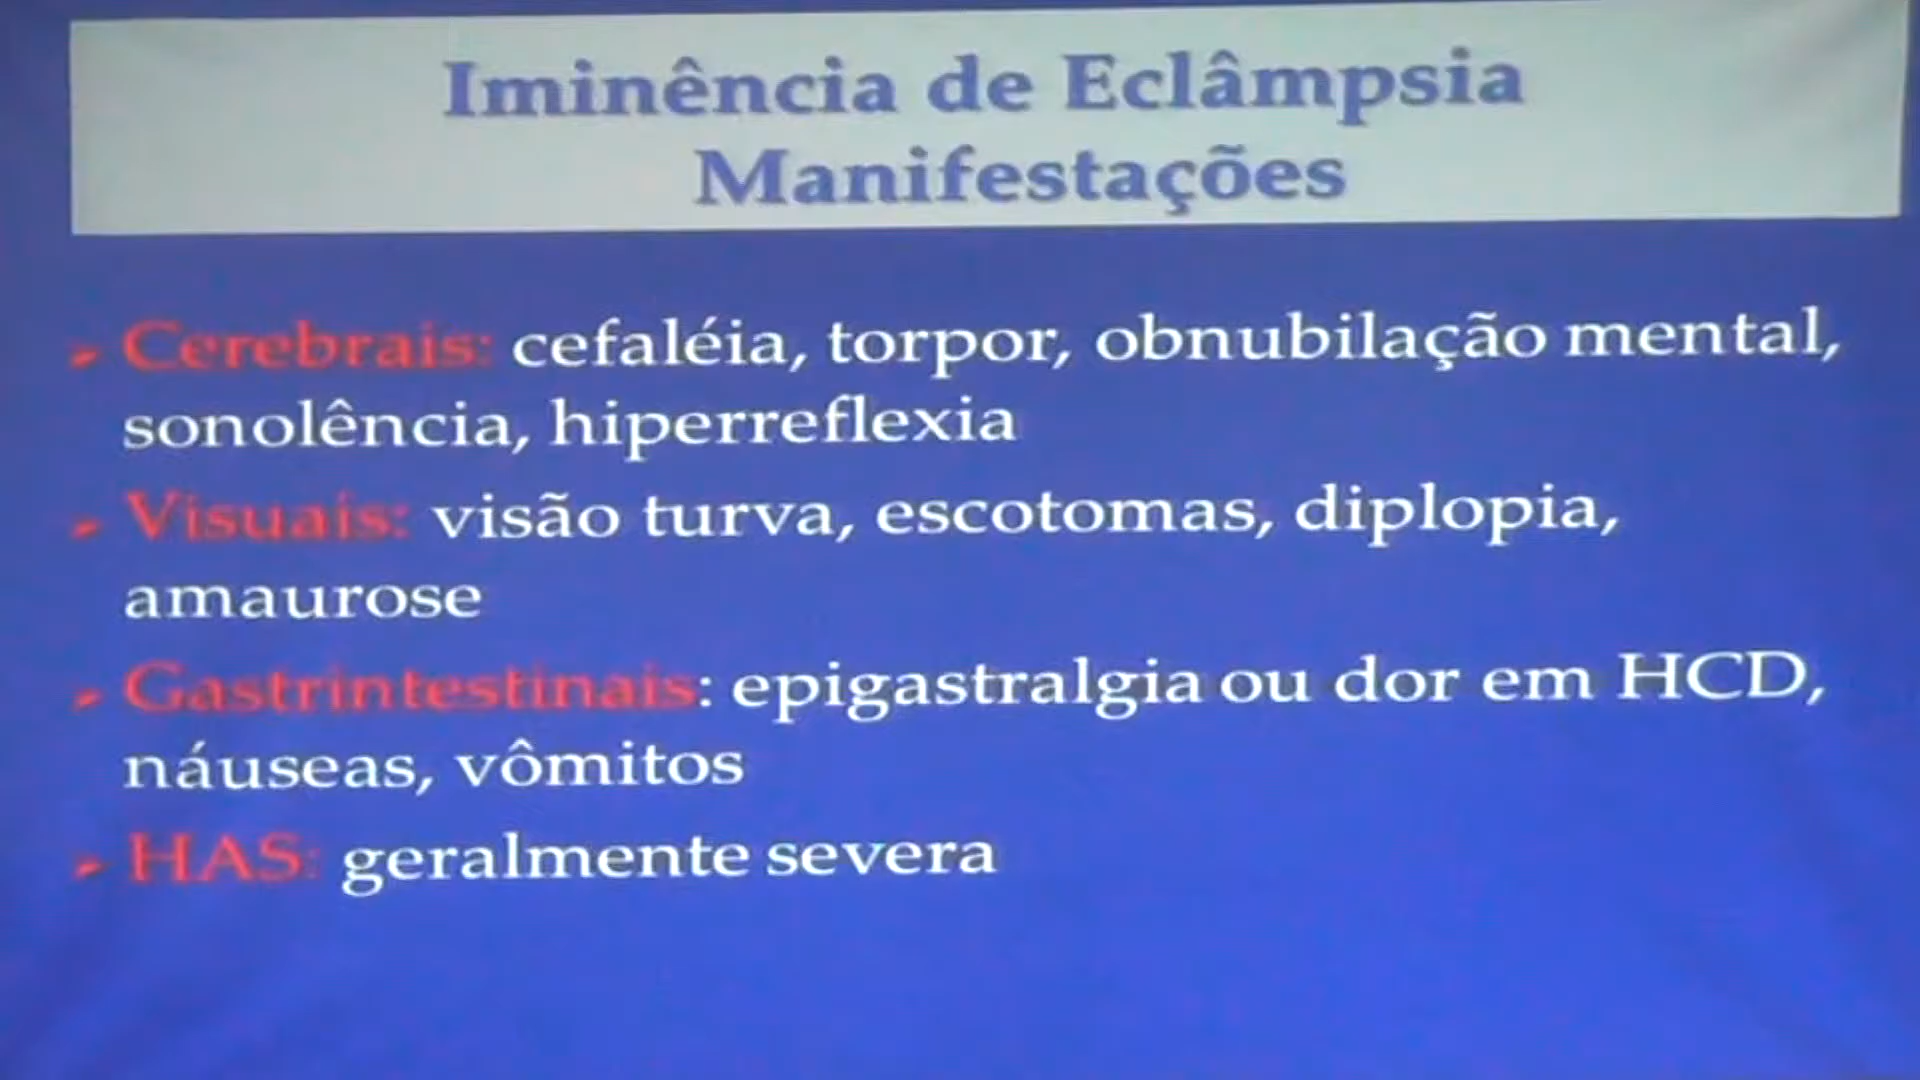 Iminência de Eclâmpsia
Manifestações
➢ Cerebrais: cefaléia, torpor, obnubilação mental,
sonolência, hiperreflexia
➢ Visuais: visão turva, escotomas, diplopia,
amaurose
➢ Gastrintestinais: epigastralgia ou dor em HCD,
náuseas, vômitos
➢ HAS: geralmente severa